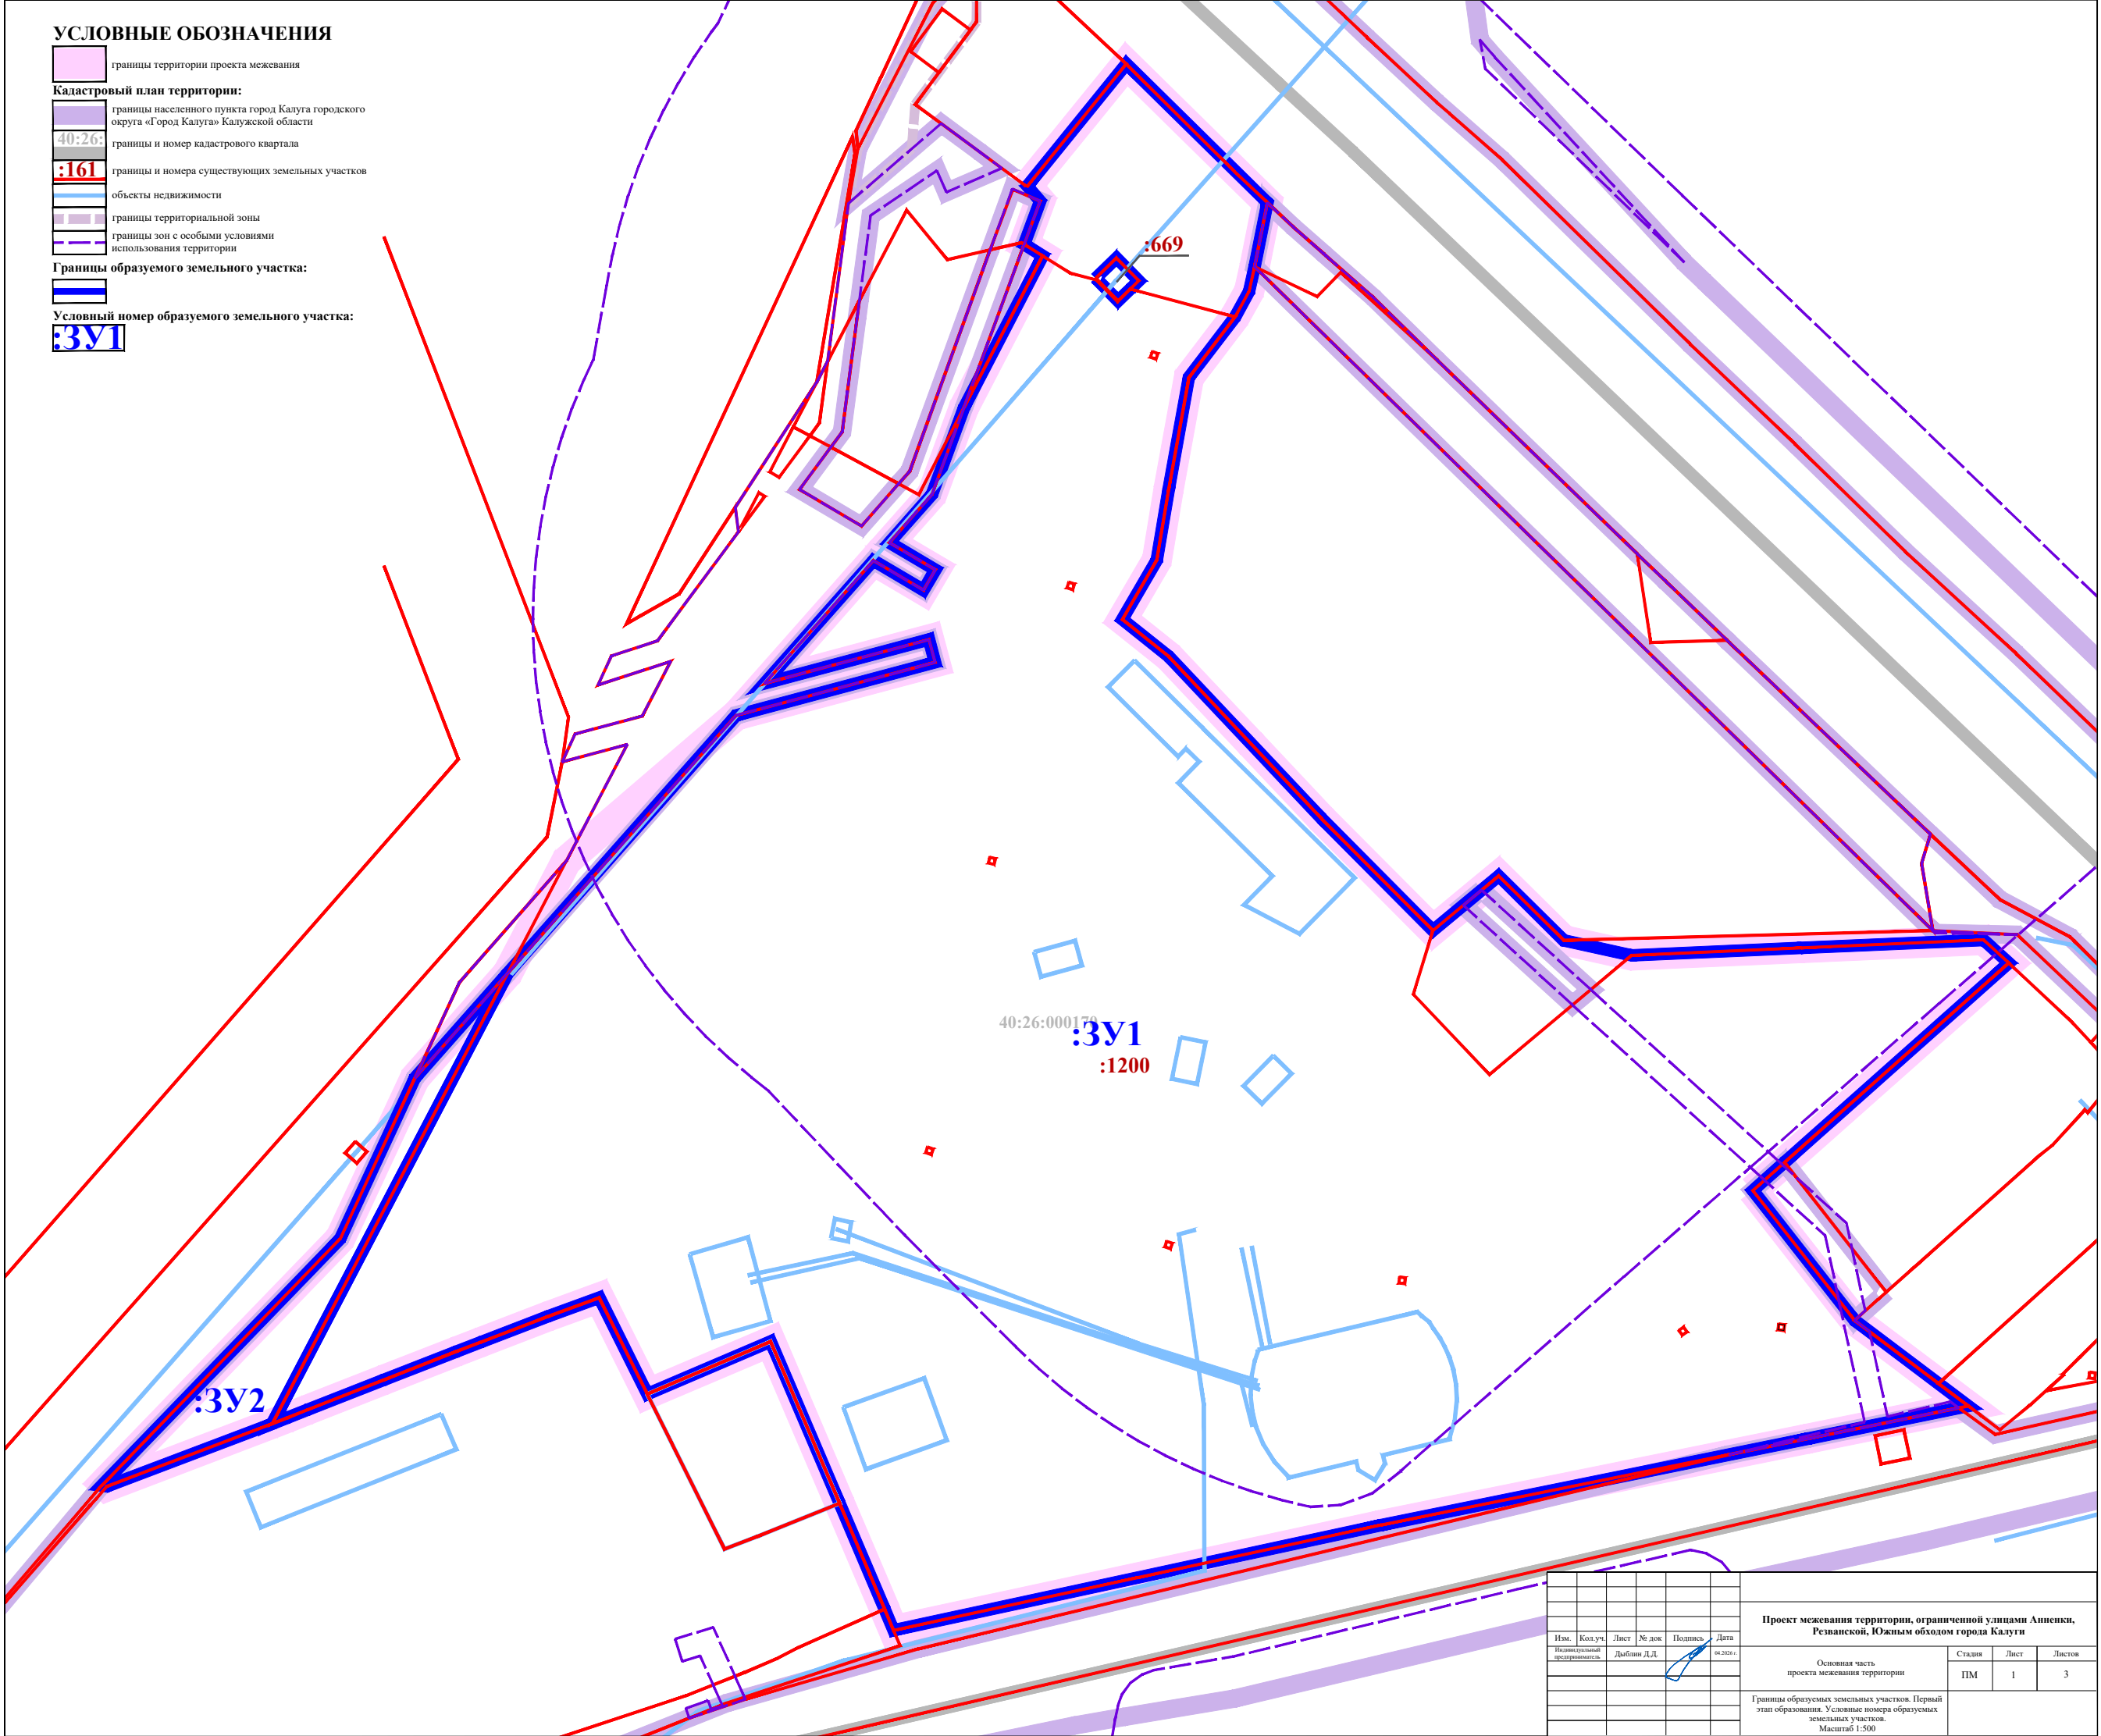 УСЛОВНЫЕ ОБОЗНАЧЕНИЯ
границы территории проекта межевания
Кадастровый план территории:
границы населенного пункта город Калуга городского
округа «Город Калуга» Калужской области
40:26:
границы и номер кадастрового квартала
:161
границы и номера существующих земельных участков
объекты недвижимости
границы территориальной зоны
границы зон с особыми условиями
использования территории
Границы образуемого земельного участка:
Условный номер образуемого земельного участка:
:ЗУ1
:669
:ЗУ1
:1200
:ЗУ2
Проект межевания территории, ограниченной улицами Анненки,
Резванской, Южным обходом города Калуги
Изм. Кол.уч. Лист № док Подпись Дата
Индивидуальный
предприниматель
Дыблин Д.Д.
04.2026 г.
Основная часть
проекта межевания территории
Стадия Лист Листов
ПМ 1 3
Границы образуемых земельных участков. Первый
этап образования. Условные номера образуемых
земельных участков.
Масштаб 1:500